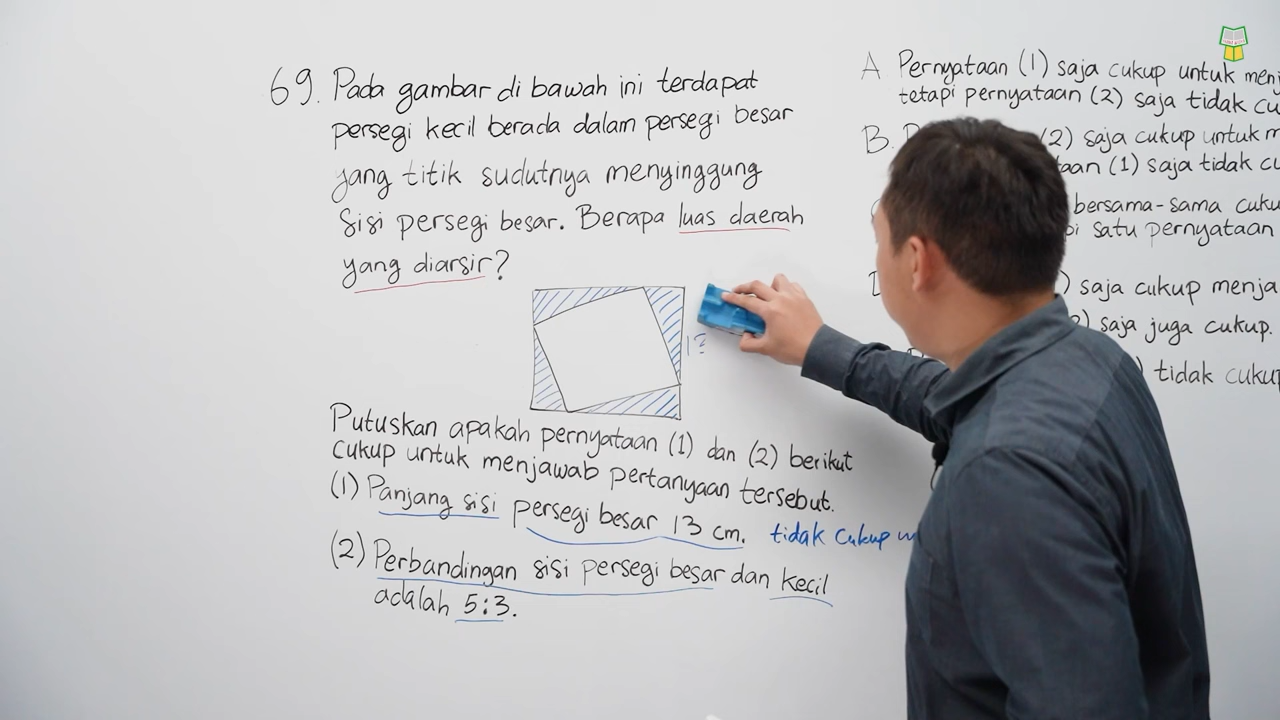 69. Pada gambar di bawah ini terdapat
persegi kecil berada dalam persegi besar
yang titik sudutnya menyinggung
sisi persegi besar. Berapa luas daerah
yang diarsir?
1?
Putuskan apakah pernyataan (1) dan (2) berikut
cukup untuk menjawab pertanyaan tersebut.
(1) Panjang sisi persegi besar 13 cm. tidak cukup
(2) Perbandingan sisi persegi besar dan kecil
adalah 5:3.
A. Pernyataan (1) saja cukup untuk
tetapi pernyataan (2) saja tidak
B. (2) saja cukup untuk
(1) saja tidak
bersama-sama
satu pernyataan
D. saja cukup
saja juga cukup.
tidak